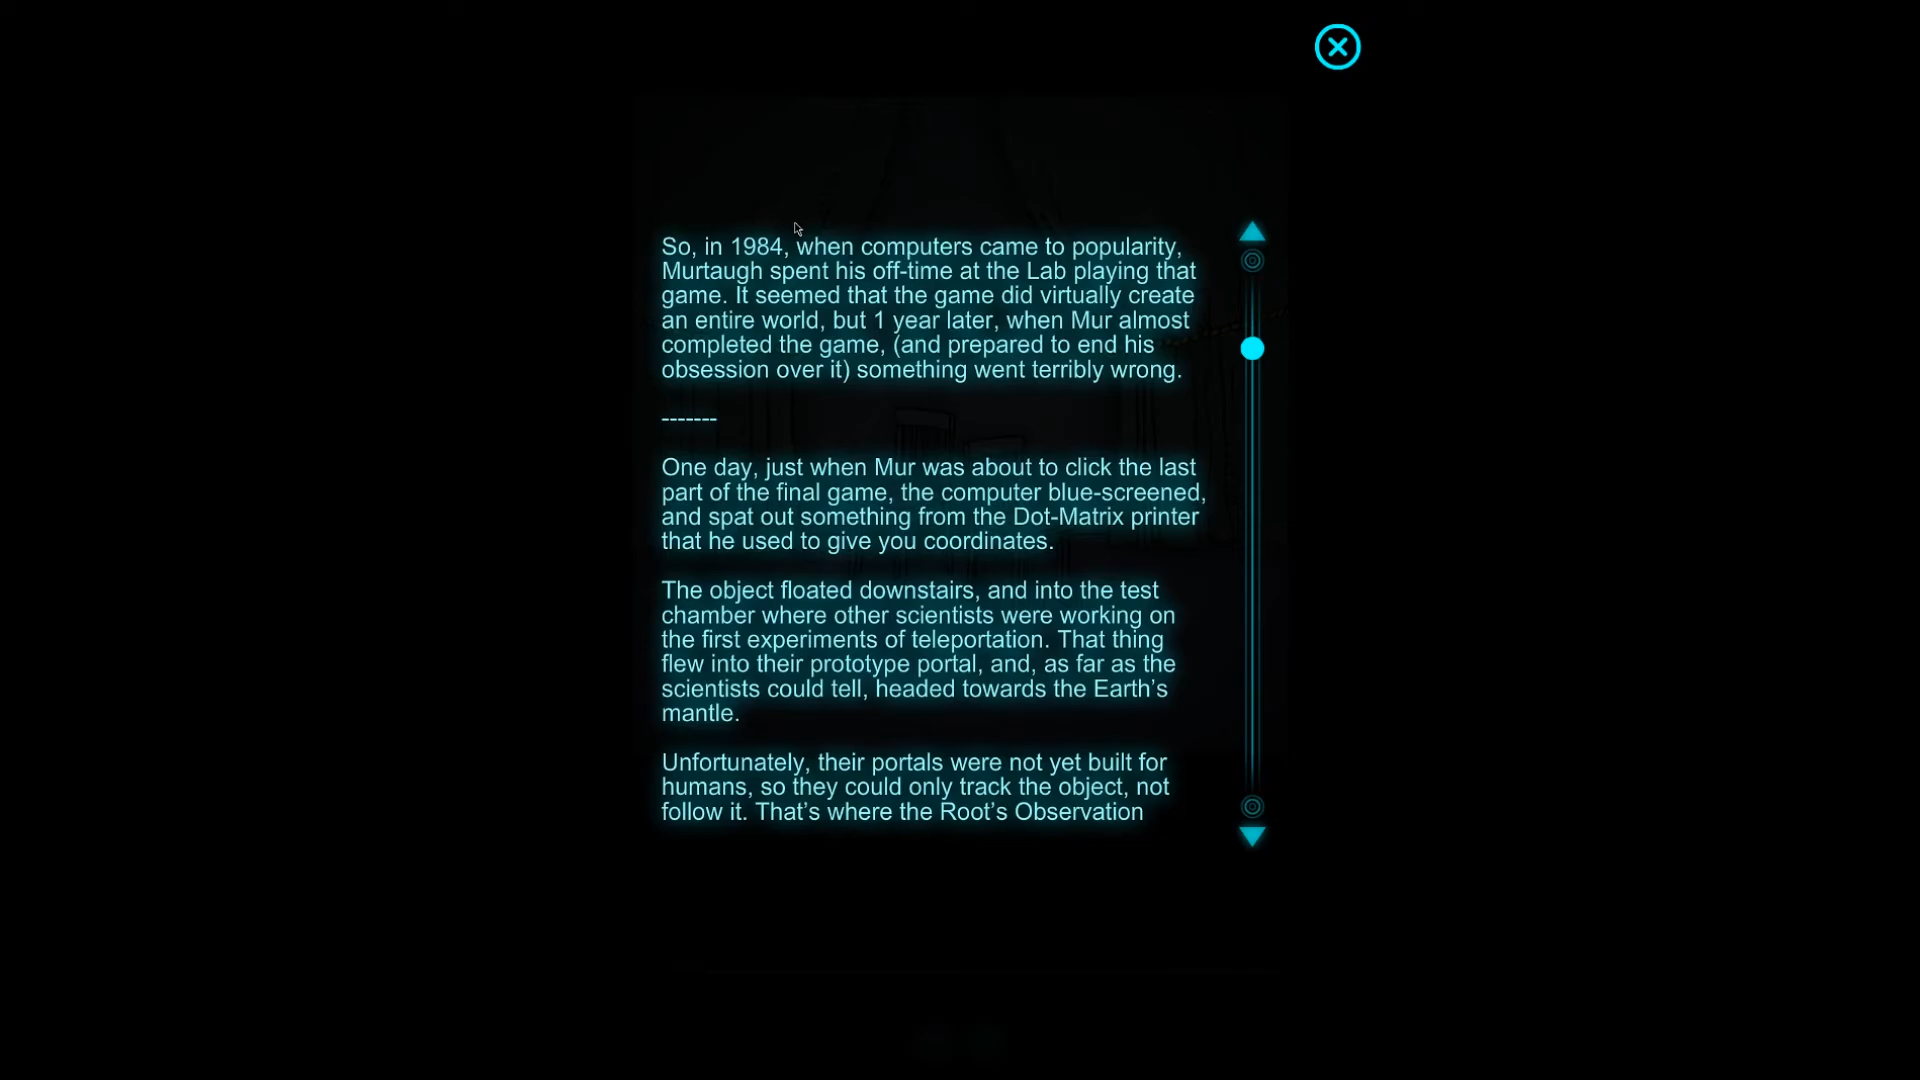 So, in 1984, when computers came to popularity,
Murtaugh spent his off-time at the Lab playing that
game. It seemed that the game did virtually create
an entire world, but 1 year later, when Mur almost
completed the game, (and prepared to end his
obsession over it) something went terribly wrong.
-------
One day, just when Mur was about to click the last
part of the final game, the computer blue-screened,
and spat out something from the Dot-Matrix printer
that he used to give you coordinates.
The object floated downstairs, and into the test
chamber where other scientists were working on
the first experiments of teleportation. That thing
flew into their prototype portal, and, as far as the
scientists could tell, headed towards the Earth’s
mantle.
Unfortunately, their portals were not yet built for
humans, so they could only track the object, not
follow it. That’s where the Root’s Observation